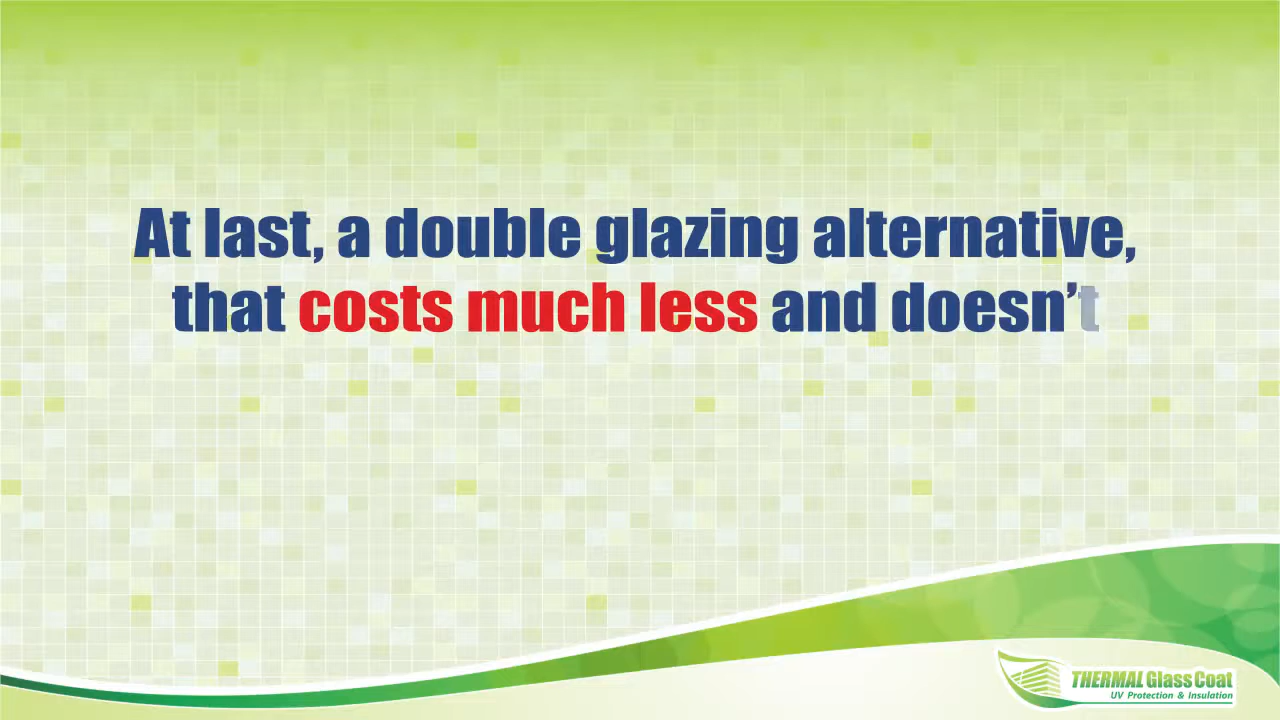 At last, a double glazing alternative,
that costs much less and doesn’t
THERMAL Glass Coat
UV Protection & Insulation